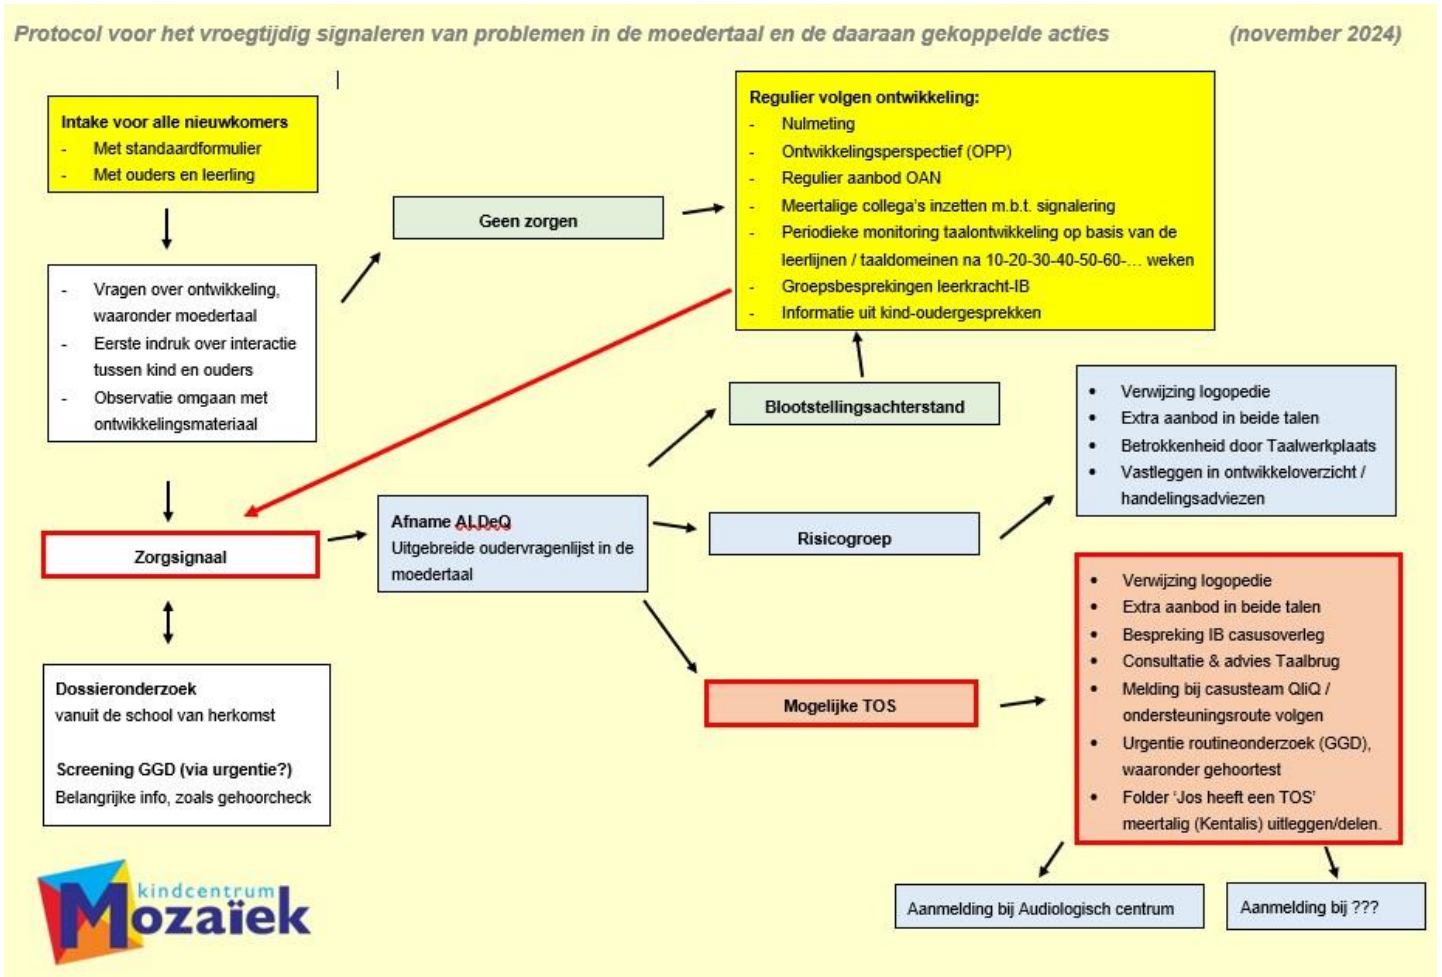 Protocol voor het vroegtijdig signaleren van problemen in de moedertaal en de daaraan gekoppelde acties (november 2024)
Intake voor alle nieuwkomers
- Met standaardformulier
- Met ouders en leerling
- Vragen over ontwikkeling,
waaronder moedertaal
- Eerste indruk over interactie
tussen kind en ouders
- Observatie omgaan met
ontwikkelingsmateriaal
Geen zorgen
Regulier volgen ontwikkeling:
- Nulmeting
- Ontwikkelingsperspectief (OPP)
- Regulier aanbod OAN
- Meertalige collega's inzetten m.b.t. signalering
- Periodieke monitoring taalontwikkeling op basis van de
leerlijnen / taaldomeinen na 10-20-30-40-50-60-... weken
- Groepsbesprekingen leerkracht-IB
- Informatie uit kind-oudergesprekken
Zorgsignaal
Dossieronderzoek
vanuit de school van herkomst
Screening GGD (via urgentie?)
Belangrijke info, zoals gehoorcheck
Afname ALDeQ
Uitgebreide oudervragenlijst in de
moedertaal
Blootstellingsachterstand
Risicogroep
• Verwijzing logopedie
• Extra aanbod in beide talen
• Betrokkenheid door Taalwerkplaats
• Vastleggen in ontwikkeloverzicht /
handelingsadviezen
Mogelijke TOS
• Verwijzing logopedie
• Extra aanbod in beide talen
• Bespreking IB casusoverleg
• Consultatie & advies Taalbrug
• Melding bij casusteam QliQ /
ondersteuningsroute volgen
• Urgentie routineonderzoek (GGD),
waaronder gehoortest
• Folder 'Jos heeft een TOS'
meertalig (Kentalis) uitleggen/delen.
Aanmelding bij Audiologisch centrum
Aanmelding bij ???
kindcentrum
Mozaïek